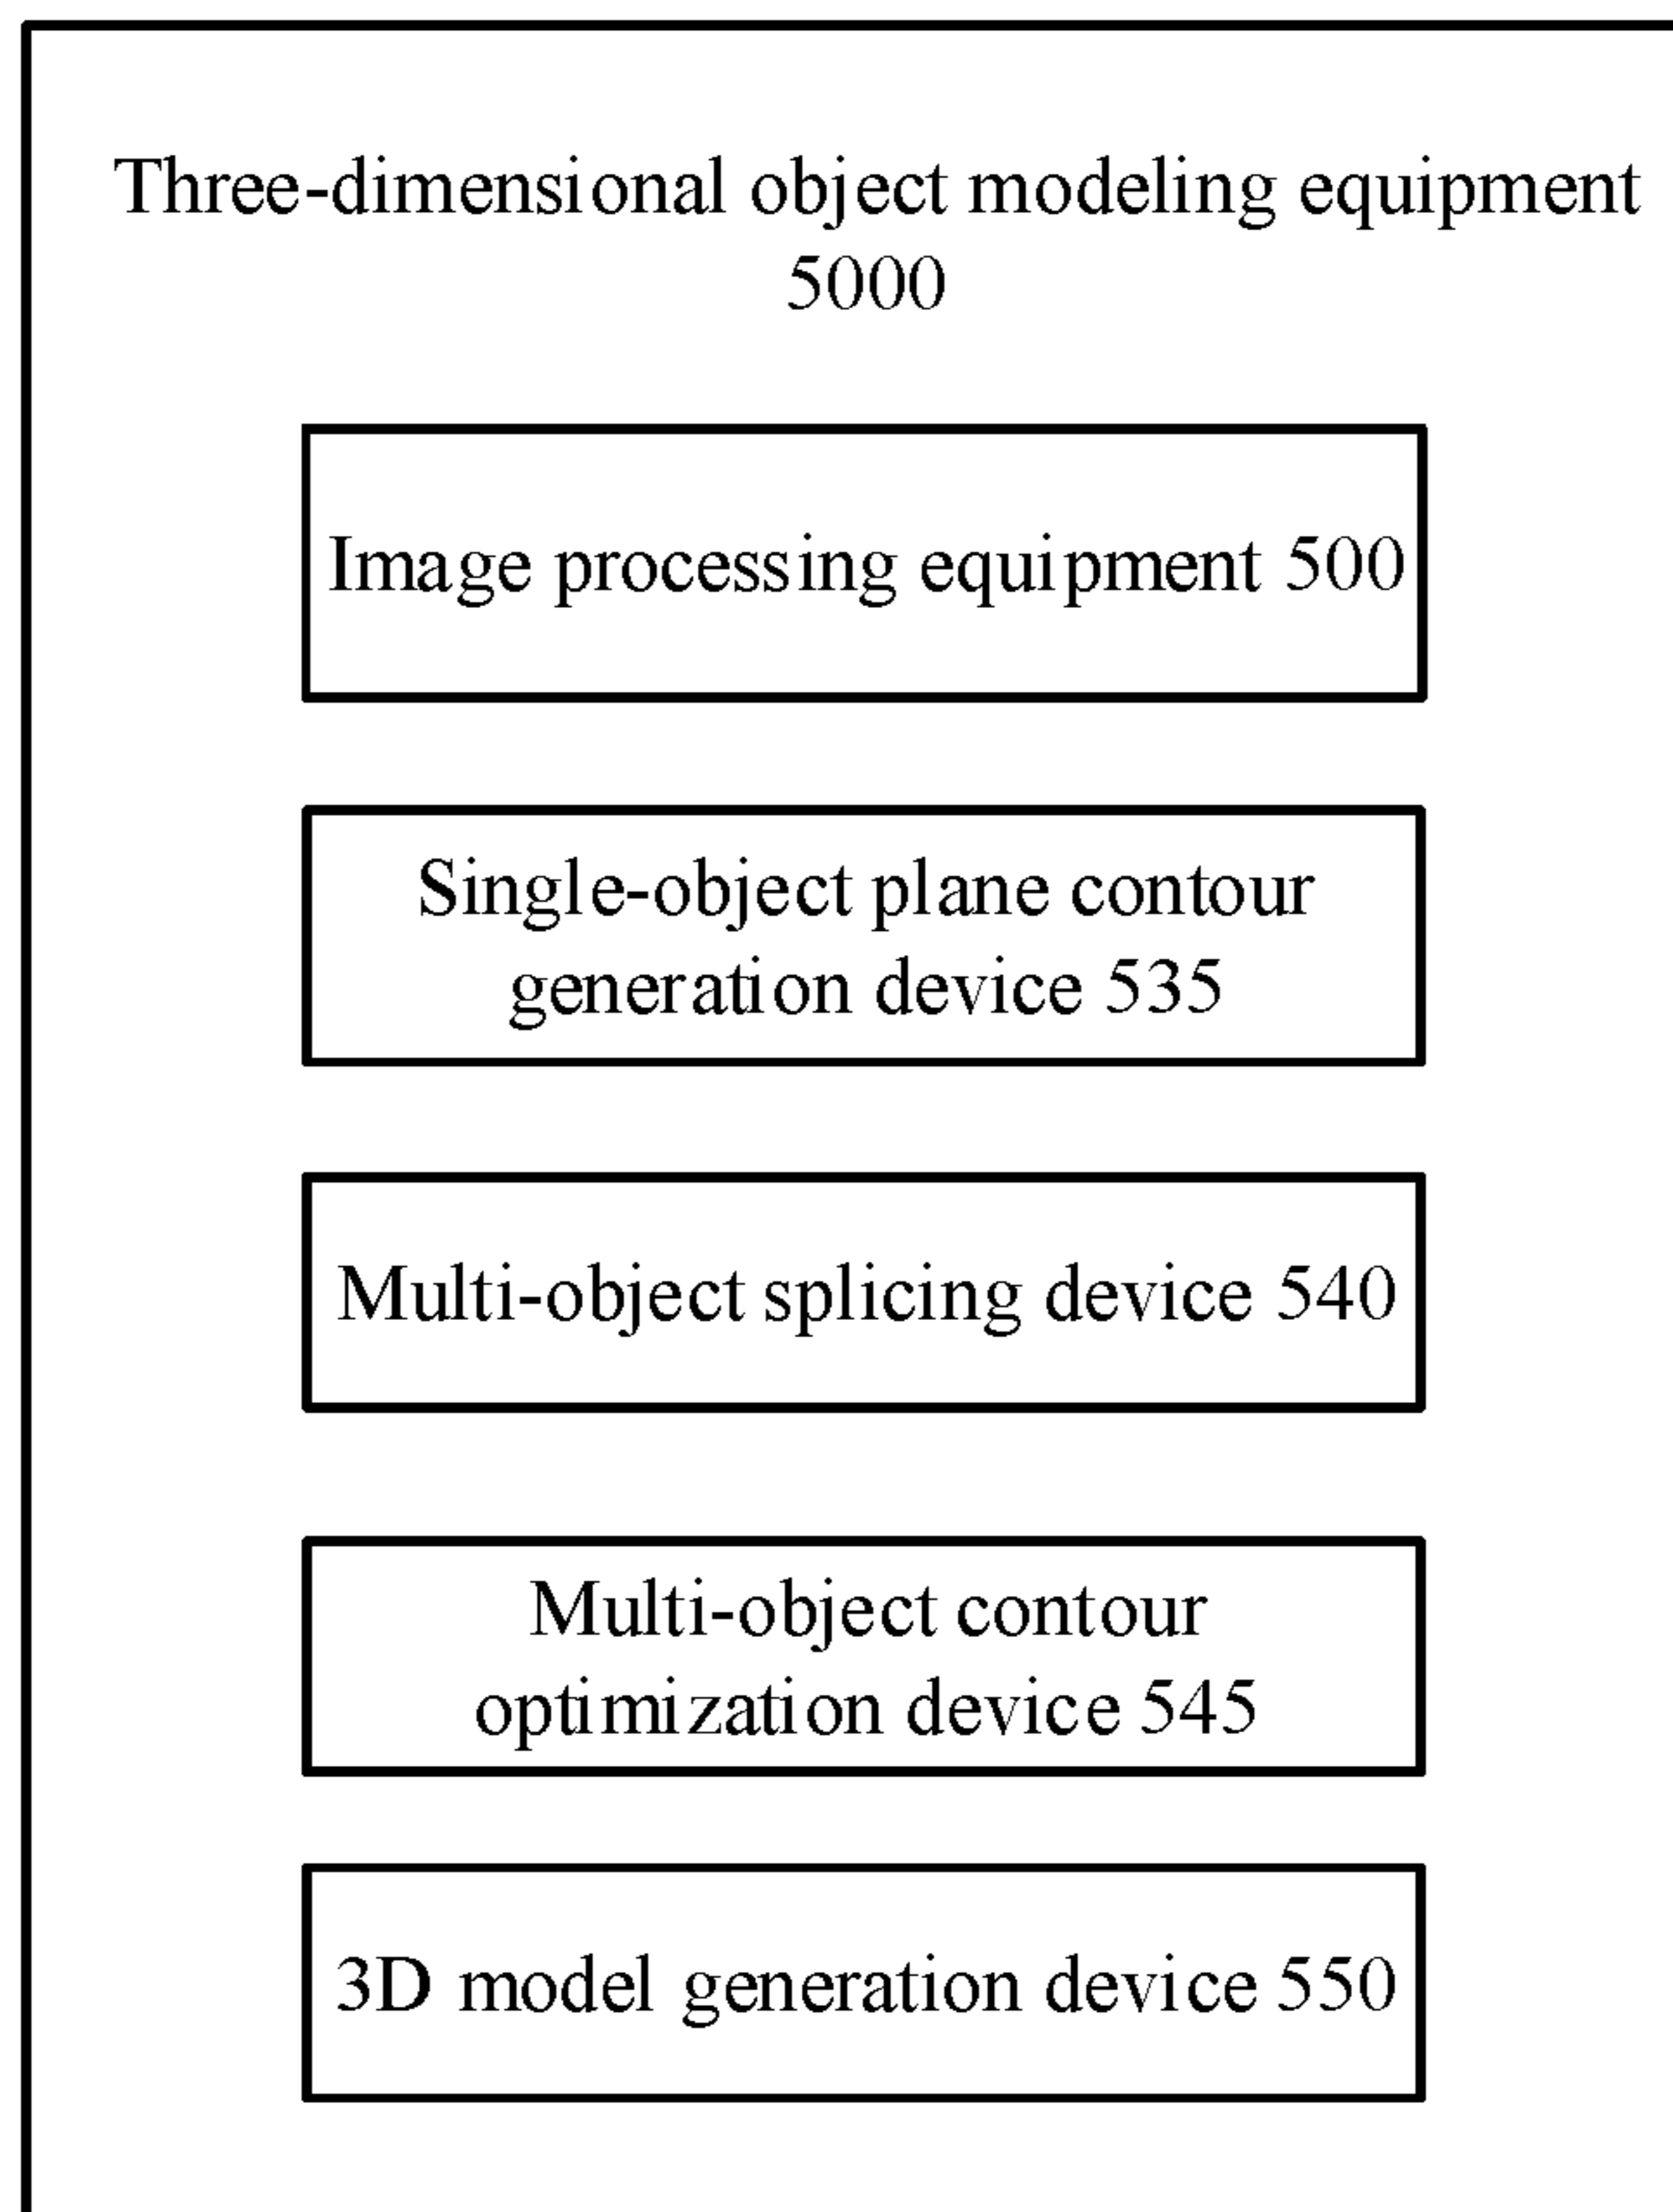 Three-dimensional object modeling equipment
5000
Image processing equipment 500
Single-object plane contour
generation device 535
Multi-object splicing device 540
Multi-object contour
optimization device 545
3D model generation device 550